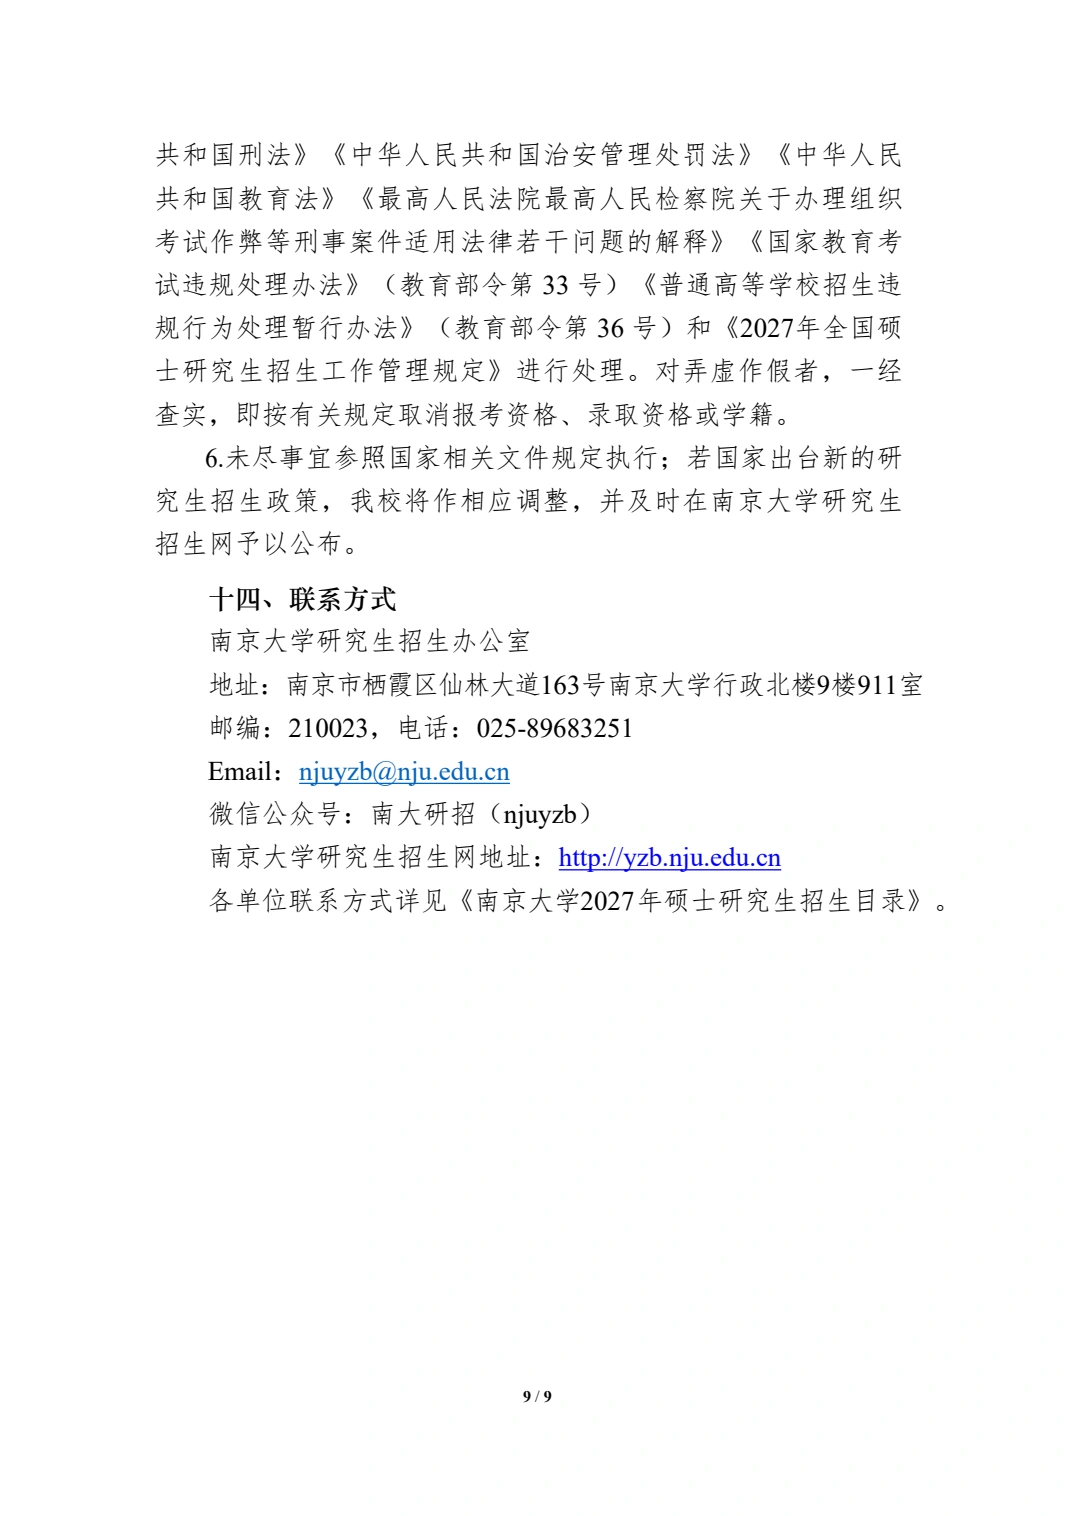 共和国刑法》《中华人民共和国治安管理处罚法》《中华人民
共和国教育法》《最高人民法院最高人民检察院关于办理组织
考试作弊等刑事案件适用法律若干问题的解释》《国家教育考
试违规处理办法》（教育部令第 33 号）《普通高等学校招生违
规行为处理暂行办法》（教育部令第 36 号）和《2027年全国硕
士研究生招生工作管理规定》进行处理。对弄虚作假者，一经
查实，即按有关规定取消报考资格、录取资格或学籍。
6.未尽事宜参照国家相关文件规定执行；若国家出台新的研
究生招生政策，我校将作相应调整，并及时在南京大学研究生
招生网予以公布。
十四、联系方式
南京大学研究生招生办公室
地址：南京市栖霞区仙林大道163号南京大学行政北楼9楼911室
邮编：210023，电话：025-89683251
Email：njuyzb@nju.edu.cn
微信公众号：南大研招（njuyzb）
南京大学研究生招生网地址：http://yzb.nju.edu.cn
各单位联系方式详见《南京大学2027年硕士研究生招生目录》。
9 / 9